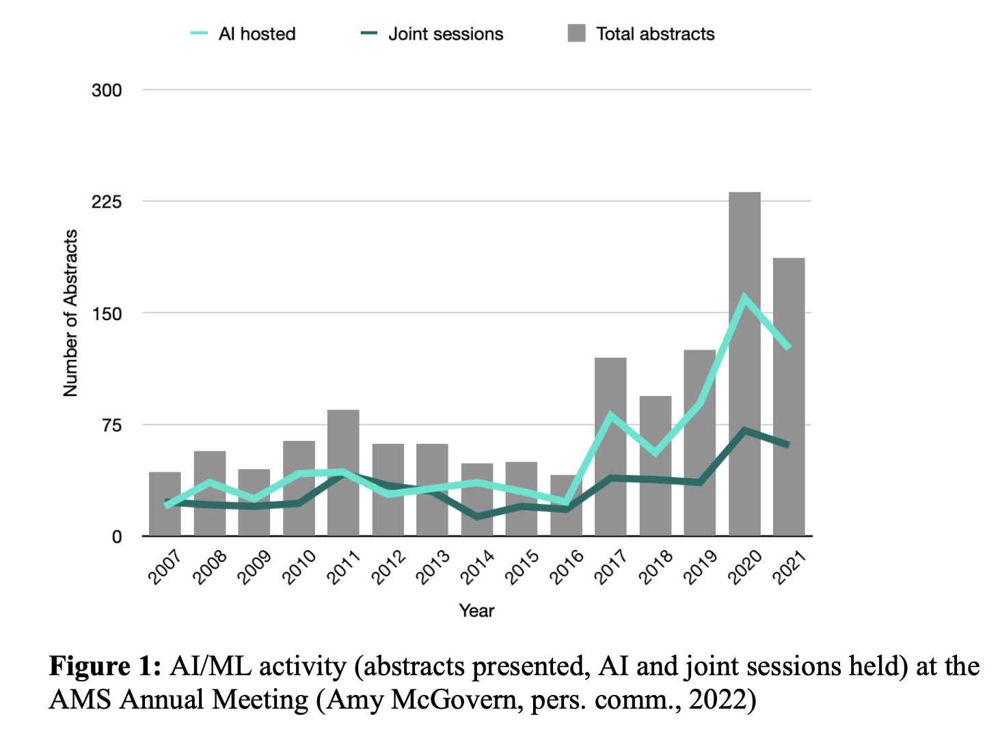 AI hosted Joint sessions Total abstracts
300
225
150
75
0
Number of Abstracts
2007 2008 2009 2010 2011 2012 2013 2014 2015 2016 2017 2018 2019 2020 2021
Year
Figure 1: AI/ML activity (abstracts presented, AI and joint sessions held) at the
AMS Annual Meeting (Amy McGovern, pers. comm., 2022)